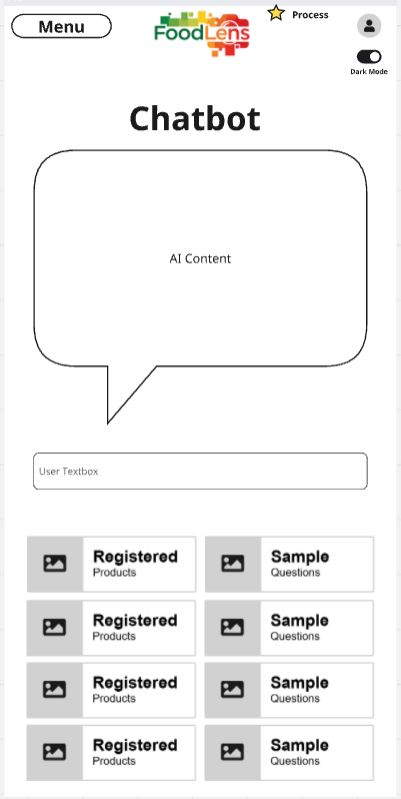 Menu
FoodLens
Process
Dark Mode
Chatbot
AI Content
User Textbox
Registered
Products
Sample
Questions
Registered
Products
Sample
Questions
Registered
Products
Sample
Questions
Registered
Products
Sample
Questions